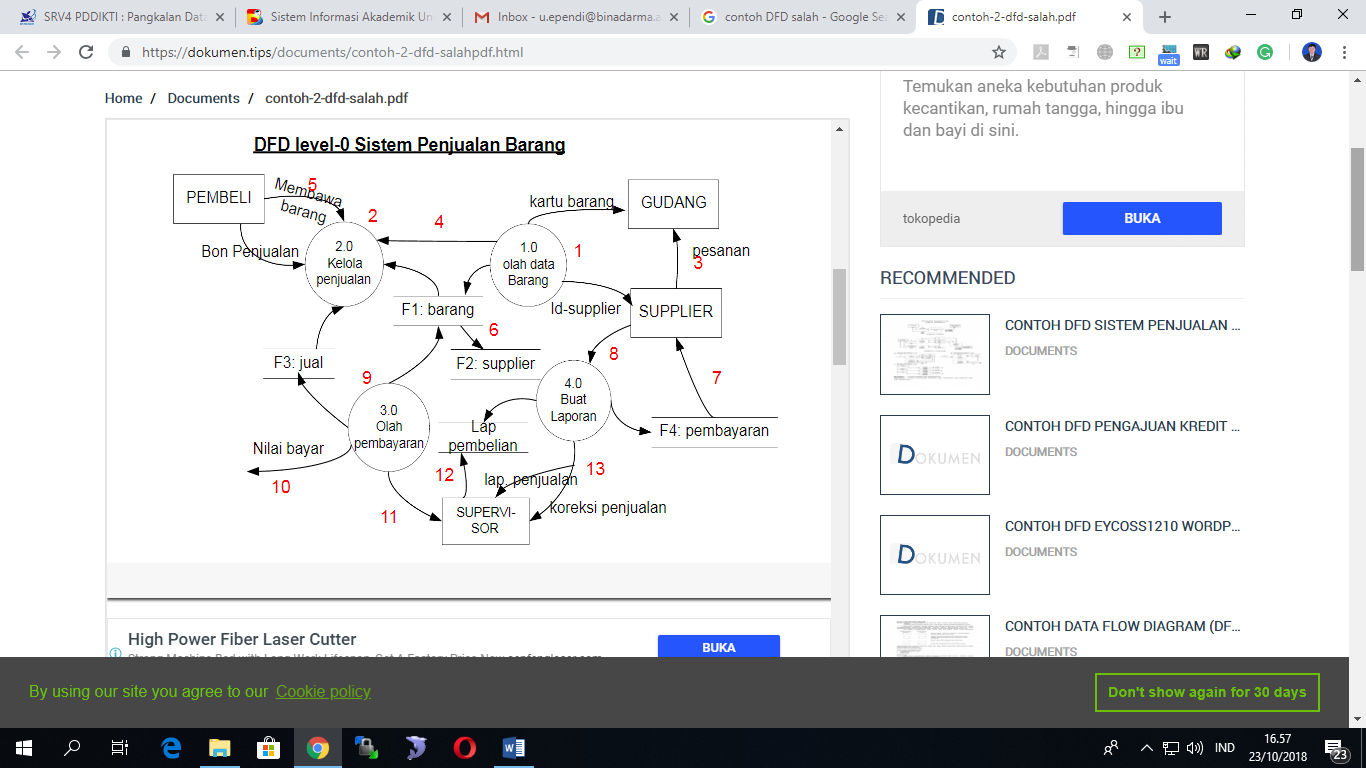 SRV4 PDDIKTI : Pangkalan Dat
Sistem Informasi Akademik Un
Inbox - u.ependi@binadarma.a
contoh DFD salah - Google Se
contoh-2-dfd-salah.pdf
https://dokumen.tips/documents/contoh-2-dfd-salahpdf.html
wait
WR
Home / Documents / contoh-2-dfd-salah.pdf
DFD level-0 Sistem Penjualan Barang
PEMBELI
Membawa
barang
5
2
4
kartu barang
GUDANG
Bon Penjualan
2.0
Kelola
penjualan
1.0
olah data
Barang
1
pesanan
3
F1: barang
Id-supplier
SUPPLIER
6
F3: jual
F2: supplier
8
9
7
4.0
Buat
Laporan
3.0
Olah
pembayaran
Lap
pembelian
F4: pembayaran
Nilai bayar
10
12
lap. penjualan
13
11
SUPERVI-
SOR
koreksi penjualan
Temukan aneka kebutuhan produk
kecantikan, rumah tangga, hingga ibu
dan bayi di sini.
tokopedia
BUKA
RECOMMENDED
CONTOH DFD SISTEM PENJUALAN ...
DOCUMENTS
CONTOH DFD PENGAJUAN KREDIT ...
DOCUMENTS
DOKUMEN
CONTOH DFD EYCOSS1210 WORDP...
DOCUMENTS
DOKUMEN
CONTOH DATA FLOW DIAGRAM (DF...
DOCUMENTS
High Power Fiber Laser Cutter
BUKA
By using our site you agree to our Cookie policy
Don't show again for 30 days
IND
16.57
23/10/2018
23